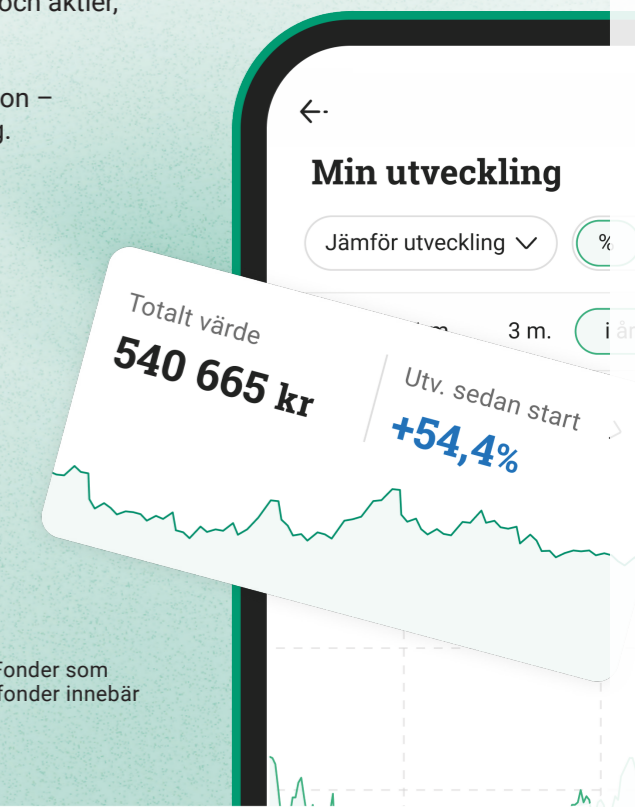 och aktier,
on –
g.
Min utveckling
Jämför utveckling
%
3 m.
i år
Totalt värde
540 665 kr
Utv. sedan start
+54,4%
Fonder som
fonder innebär